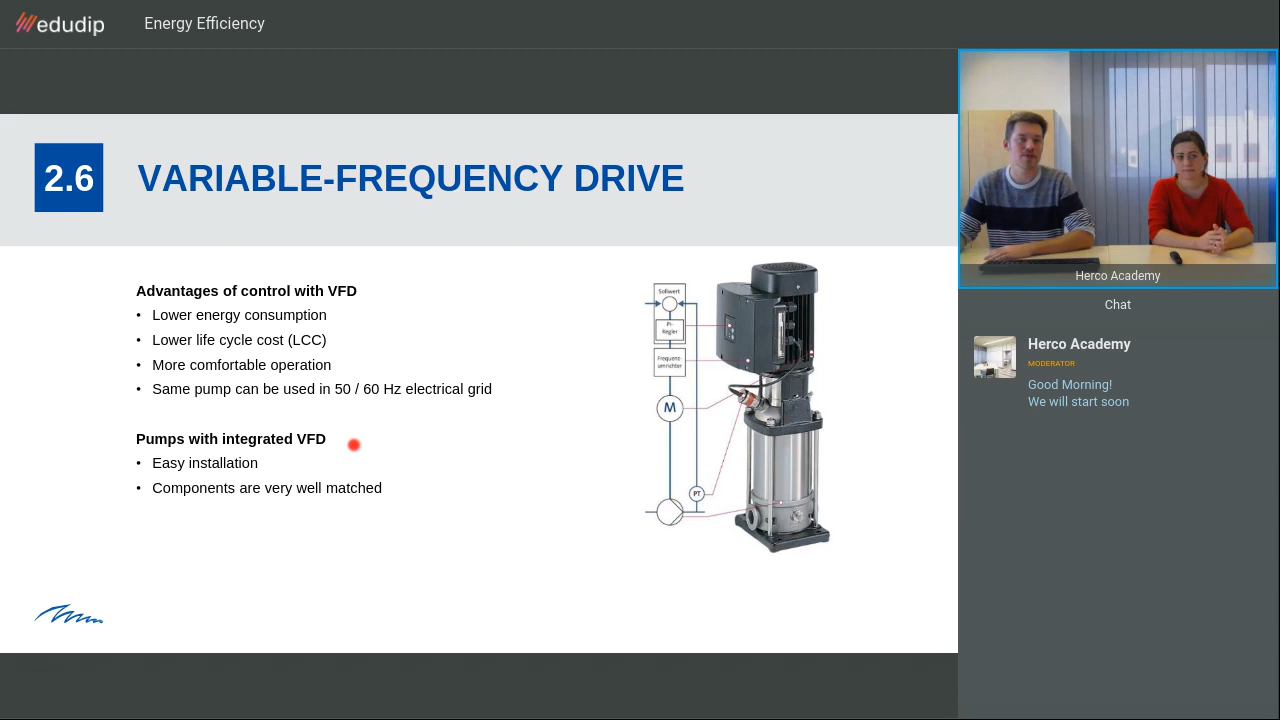 edudip
Energy Efficiency
2.6
VARIABLE-FREQUENCY DRIVE
Advantages of control with VFD
• Lower energy consumption
• Lower life cycle cost (LCC)
• More comfortable operation
• Same pump can be used in 50 / 60 Hz electrical grid
Pumps with integrated VFD
• Easy installation
• Components are very well matched
Sollwert
PI-
Regler
Frequenz-
umrichter
M
PT
Herco Academy
Chat
Herco Academy
MODERATOR
Good Morning!
We will start soon